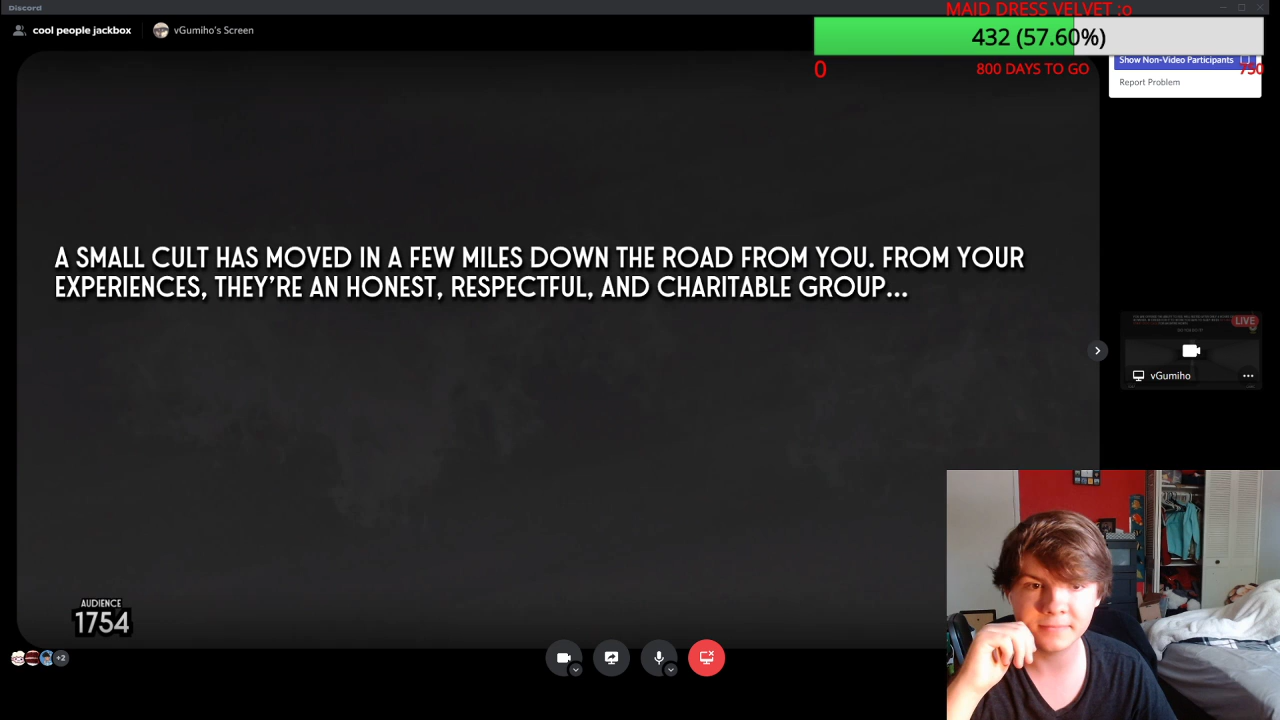 Discord
cool people jackbox
vGumiho's Screen
MAID DRESS VELVET :o
432 (57.60%)
0
800 DAYS TO GO
750
Show Non-Video Participants
Report Problem
A SMALL CULT HAS MOVED IN A FEW MILES DOWN THE ROAD FROM YOU. FROM YOUR
EXPERIENCES, THEY'RE AN HONEST, RESPECTFUL, AND CHARITABLE GROUP...
LIVE
vGumiho
AUDIENCE
1754
+2